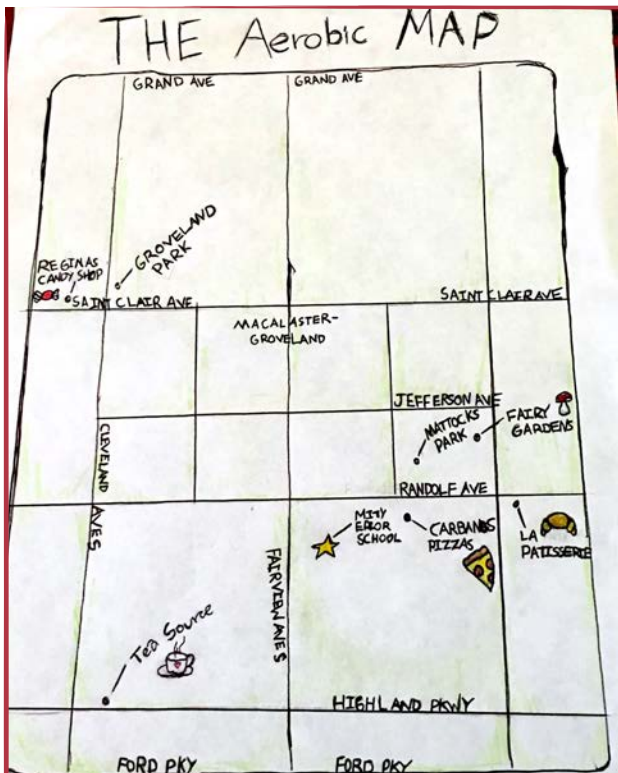 THE Aerobic MAP
GRAND AVE
GRAND AVE
GROVELAND
PARK
REGINAS
CANDY SHOP
SAINT CLAIR AVE
SAINT CLAIR AVE
MACALASTER-
GROVELAND
JEFFERSON AVE
MATTOCKS
PARK
FAIRY
GARDENS
CLEVELAND
AVES
RANDOLF AVE
SCHOOL
CARBANOS
PIZZAS
LA
PATISSERIE
FAIRVIEW AVES
Tea Source
HIGHLAND PKWY
FORD PKY
FORD PKY